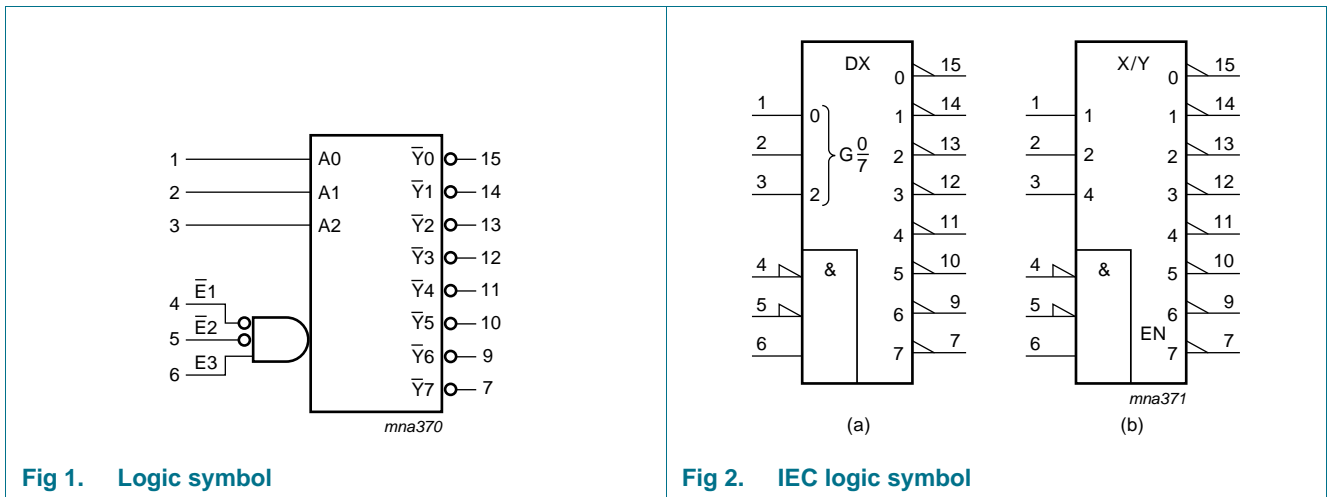 1 A0 Y̅0 15
2 A1 Y̅1 14
3 A2 Y̅2 13
Y̅3 12
4 E̅1 Y̅4 11
5 E̅2 Y̅5 10
6 E3 Y̅6 9
Y̅7 7
mna370
Fig 1. Logic symbol
DX 0 15
1 0 1 14
2 G 0/7 2 13
3 2 3 12
4 11
4 & 5 10
5 6 9
6 7 7
(a)
X/Y 0 15
1 1 1 14
2 2 2 13
3 4 3 12
4 11
4 & 5 10
5 6 9
6 EN 7 7
mna371
(b)
Fig 2. IEC logic symbol